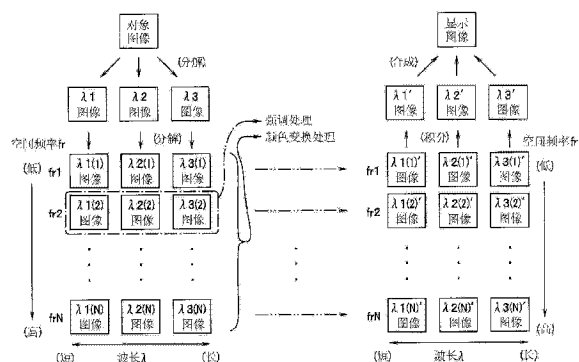 对象
图像
(分解)
λ1
图像
λ2
图像
λ3
图像
(分解)
强调处理
颜色变换处理
空间频率fr
(低)
fr1
λ1(1)
图像
λ2(1)
图像
λ3(1)
图像
fr2
λ1(2)
图像
λ2(2)
图像
λ3(2)
图像
frN
λ1(N)
图像
λ2(N)
图像
λ3(N)
图像
(高)
(短)
波长λ
(长)
显示
图像
(合成)
λ1'
图像
λ2'
图像
λ3'
图像
(积分)
空间频率fr
(低)
fr1
λ1(1)'
图像
λ2(1)'
图像
λ3(1)'
图像
fr2
λ1(2)'
图像
λ2(2)'
图像
λ3(2)'
图像
frN
λ1(N)'
图像
λ2(N)'
图像
λ3(N)'
图像
(高)
(短)
波长λ
(长)